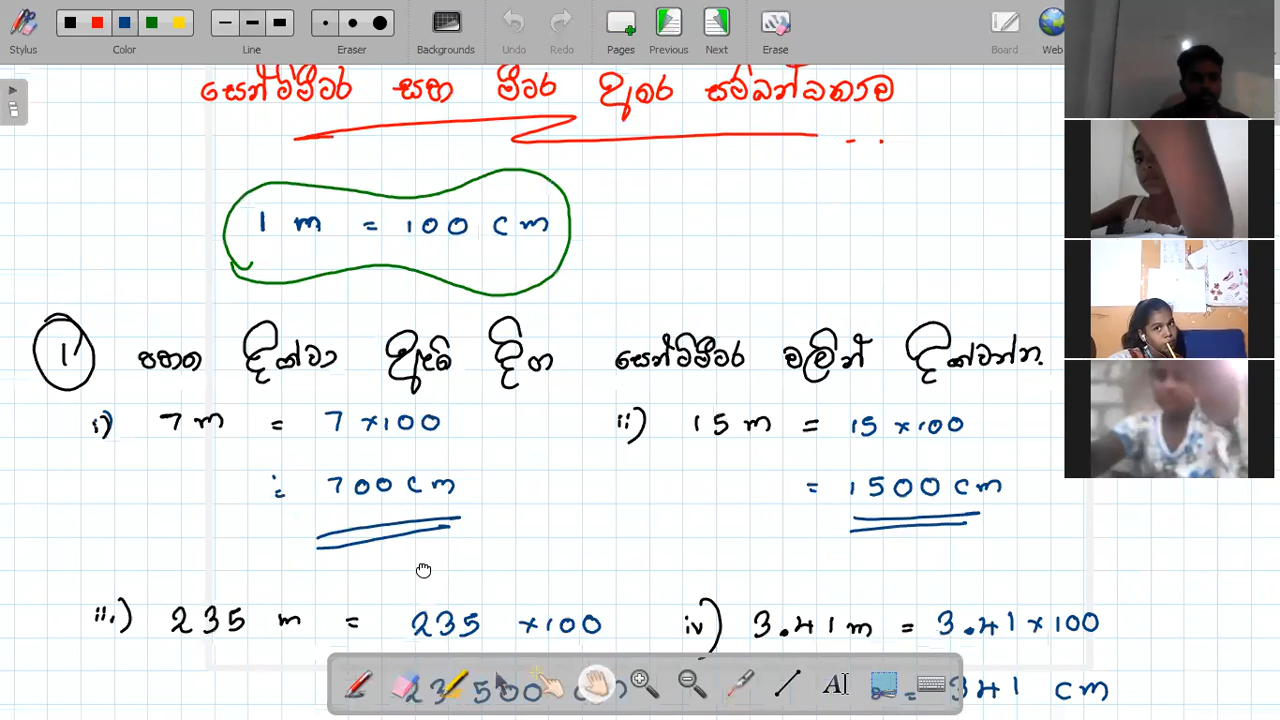 Stylus Color Line Eraser Backgrounds Undo Redo Pages Previous Next Erase Board Web
සෙන්ටිමීටර සහ මීටර අතර සම්බන්ධතාව
1 m = 100 cm
1 පහත දික්වා ඇති දිග සෙන්ටිමීටර වලින් දික්වන්න.
i) 7 m = 7 × 100
= 700 cm
ii) 15 m = 15 × 100
= 1500 cm
iii) 235 m = 235 × 100
23500
iv) 3.41 m = 3.41 × 100
= 341 cm